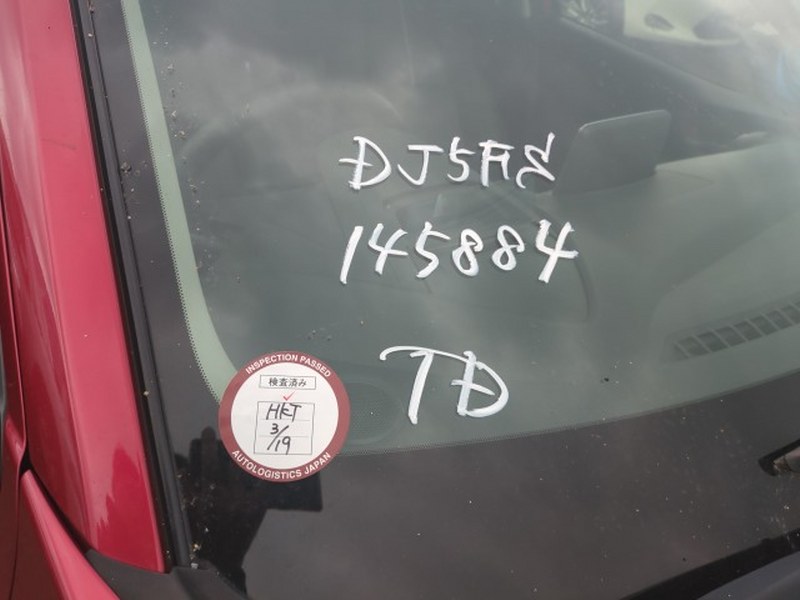 DJ5FS
145884
TD
INSPECTION PASSED
検査済み
HKT
3/19
AUTOLOGISTICS JAPAN